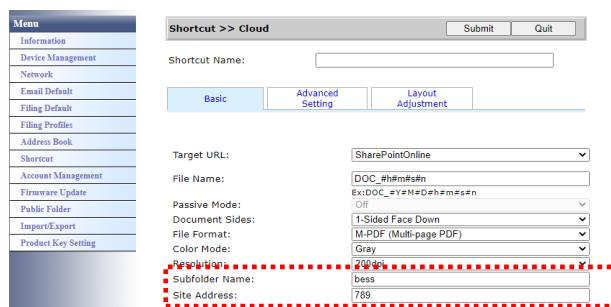 Menu
Information
Device Management
Network
Email Default
Filing Default
Filing Profiles
Address Book
Shortcut
Account Management
Firmware Update
Public Folder
Import/Export
Product Key Setting
Shortcut >> Cloud Submit Quit
Shortcut Name:
Basic Advanced Setting Layout Adjustment
Target URL: SharePointOnline
File Name: DOC_#h#m#s#n
Ex:DOC_#Y#M#D#h#m#s#n
Passive Mode: Off
Document Sides: 1-Sided Face Down
File Format: M-PDF (Multi-page PDF)
Color Mode: Gray
Resolution: 200dpi
Subfolder Name: bess
Site Address: 789